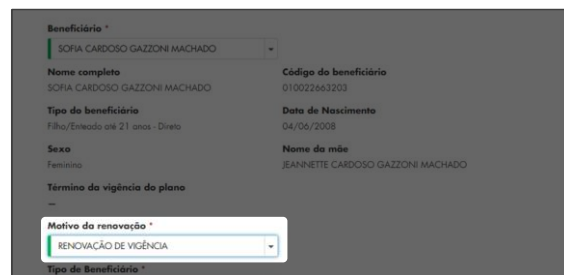 Beneficiário *
SOFIA CARDOSO GAZZONI MACHADO
Nome completo
Código do beneficiário
SOFIA CARDOSO GAZZONI MACHADO
010022663203
Tipo do beneficiário
Data de Nascimento
Filho/Enteado até 21 anos - Direto
04/06/2008
Sexo
Nome da mãe
Feminino
JEANNETTE CARDOSO GAZZONI MACHADO
Término da vigência do plano
—
Motivo da renovação *
RENOVAÇÃO DE VIGÊNCIA
Tipo de Beneficiário *